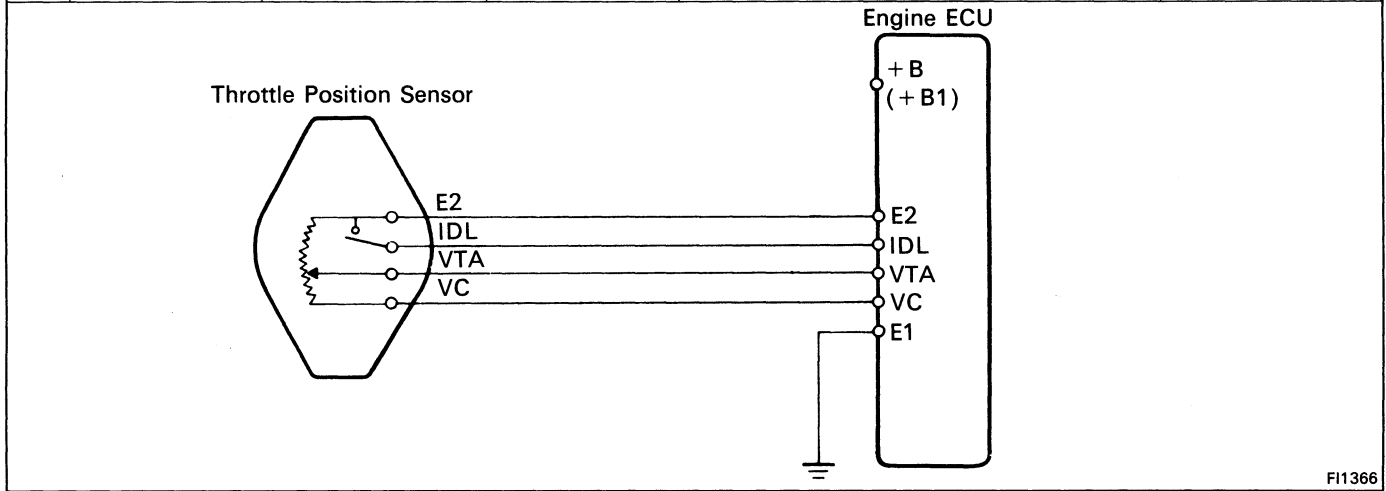 Engine ECU
+B
(+B1)
Throttle Position Sensor
E2
IDL
VTA
VC
E2
IDL
VTA
VC
E1
FI1366